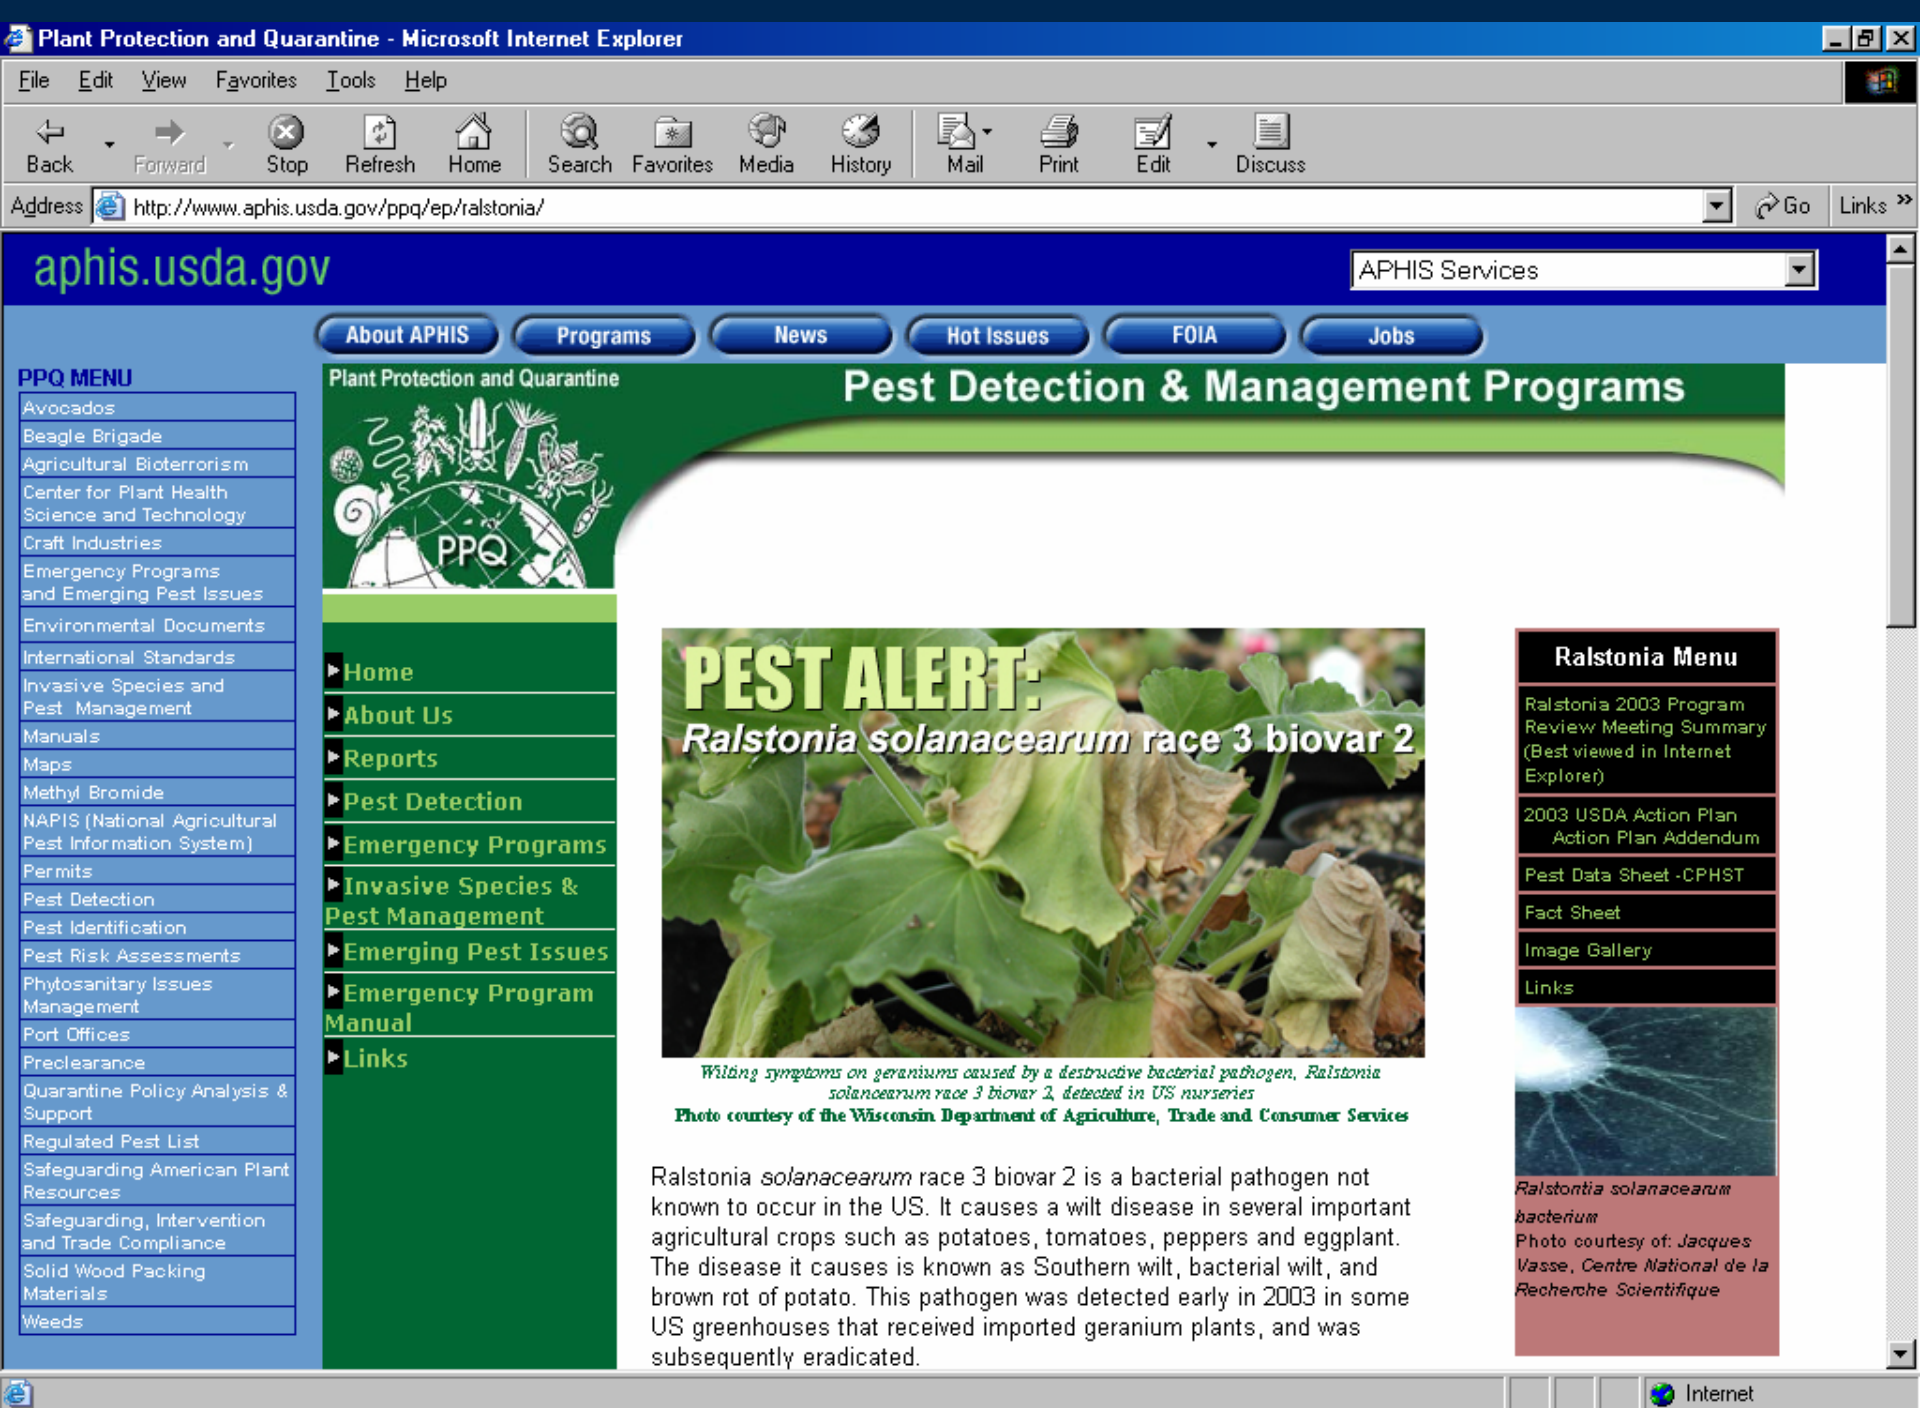 Plant Protection and Quarantine - Microsoft Internet Explorer
File Edit View Favorites Tools Help
Back Forward Stop Refresh Home Search Favorites Media History Mail Print Edit Discuss
Address http://www.aphis.usda.gov/ppq/ep/ralstonia/ Go Links »
aphis.usda.gov
APHIS Services
About APHIS Programs News Hot Issues FOIA Jobs
PPQ MENU
Avocados
Beagle Brigade
Agricultural Bioterrorism
Center for Plant Health
Science and Technology
Craft Industries
Emergency Programs
and Emerging Pest Issues
Environmental Documents
International Standards
Invasive Species and
Pest Management
Manuals
Maps
Methyl Bromide
NAPIS (National Agricultural
Pest Information System)
Permits
Pest Detection
Pest Identification
Pest Risk Assessments
Phytosanitary Issues
Management
Port Offices
Preclearance
Quarantine Policy Analysis &
Support
Regulated Pest List
Safeguarding American Plant
Resources
Safeguarding, Intervention
and Trade Compliance
Solid Wood Packing
Materials
Weeds
Plant Protection and Quarantine
PPQ
Pest Detection & Management Programs
Home
About Us
Reports
Pest Detection
Emergency Programs
Invasive Species &
Pest Management
Emerging Pest Issues
Emergency Program
Manual
Links
PEST ALERT:
Ralstonia solanacearum race 3 biovar 2
Wilting symptoms on geraniums caused by a destructive bacterial pathogen, Ralstonia
solancearum race 3 biovar 2, detected in US nurseries
Photo courtesy of the Wisconsin Department of Agriculture, Trade and Consumer Services
Ralstonia solanacearum race 3 biovar 2 is a bacterial pathogen not
known to occur in the US. It causes a wilt disease in several important
agricultural crops such as potatoes, tomatoes, peppers and eggplant.
The disease it causes is known as Southern wilt, bacterial wilt, and
brown rot of potato. This pathogen was detected early in 2003 in some
US greenhouses that received imported geranium plants, and was
subsequently eradicated.
Ralstonia Menu
Ralstonia 2003 Program
Review Meeting Summary
(Best viewed in Internet
Explorer)
2003 USDA Action Plan
Action Plan Addendum
Pest Data Sheet -CPHST
Fact Sheet
Image Gallery
Links
Ralstontia solanacearum
bacterium
Photo courtesy of: Jacques
Vasse, Centre National de la
Recherche Scientifique
Internet